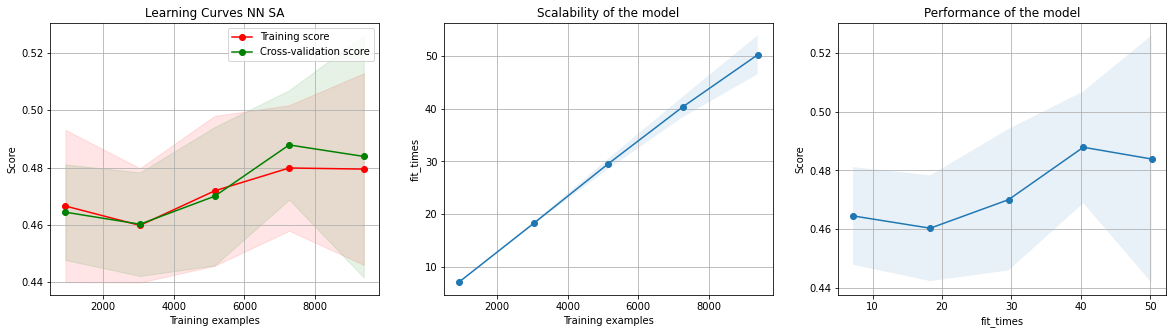 Learning Curves NN SA
Training score
Cross-validation score
0.52
0.50
0.48
0.46
0.44
Score
2000 4000 6000 8000
Training examples
Scalability of the model
50
40
30
20
10
fit_times
2000 4000 6000 8000
Training examples
Performance of the model
0.52
0.50
0.48
0.46
0.44
Score
10 20 30 40 50
fit_times